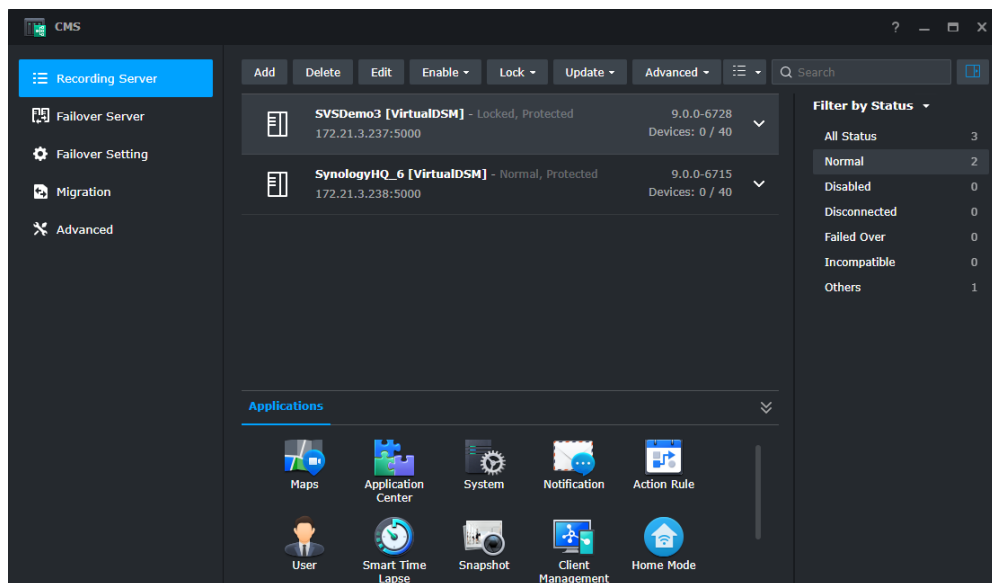 CMS
?
Recording Server
Failover Server
Failover Setting
Migration
Advanced
Add Delete Edit Enable Lock Update Advanced Search
SVSDemo3 [VirtualDSM] - Locked, Protected 9.0.0-6728
172.21.3.237:5000 Devices: 0 / 40
SynologyHQ_6 [VirtualDSM] - Normal, Protected 9.0.0-6715
172.21.3.238:5000 Devices: 0 / 40
Filter by Status
All Status 3
Normal 2
Disabled 0
Disconnected 0
Failed Over 0
Incompatible 0
Others 1
Applications
Maps
Application
Center
System
Notification
Action Rule
User
Smart Time
Lapse
Snapshot
Client
Management
Home Mode